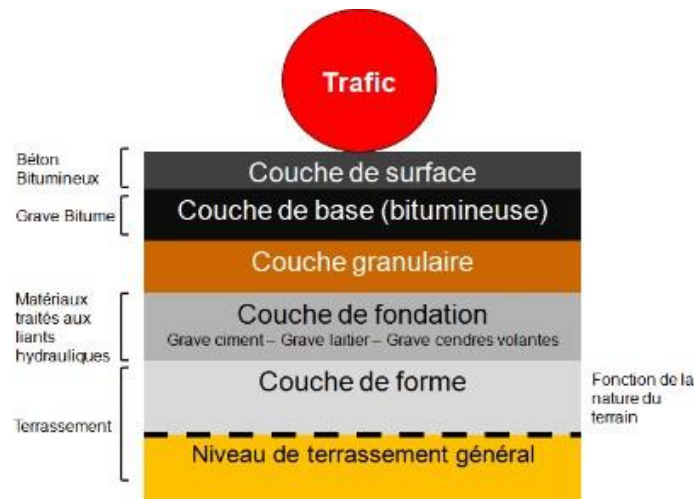 Trafic
Béton
Bitumineux
Couche de surface
Grave Bitume
Couche de base (bitumineuse)
Couche granulaire
Matériaux
traités aux
liants
hydrauliques
Couche de fondation
Grave ciment – Grave laitier – Grave cendres volantes
Couche de forme
Fonction de la
nature du
terrain
Terrassement
Niveau de terrassement général